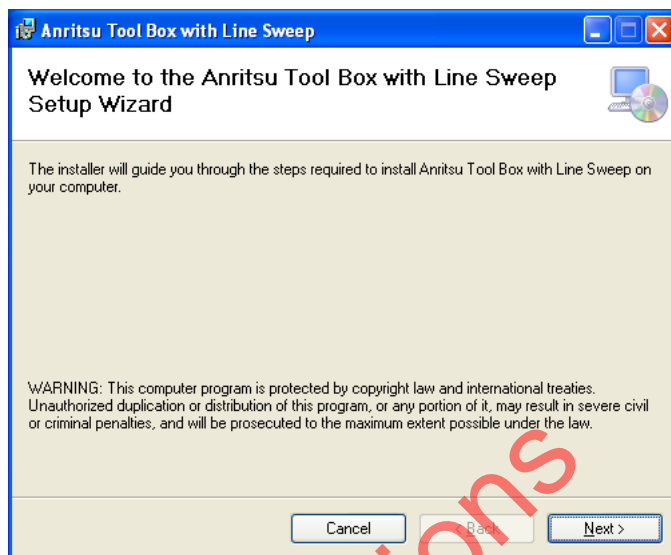 Anritsu Tool Box with Line Sweep
Welcome to the Anritsu Tool Box with Line Sweep
Setup Wizard
The installer will guide you through the steps required to install Anritsu Tool Box with Line Sweep on
your computer.
WARNING: This computer program is protected by copyright law and international treaties.
Unauthorized duplication or distribution of this program, or any portion of it, may result in severe civil
or criminal penalties, and will be prosecuted to the maximum extent possible under the law.
Cancel
< Back
Next >
ons